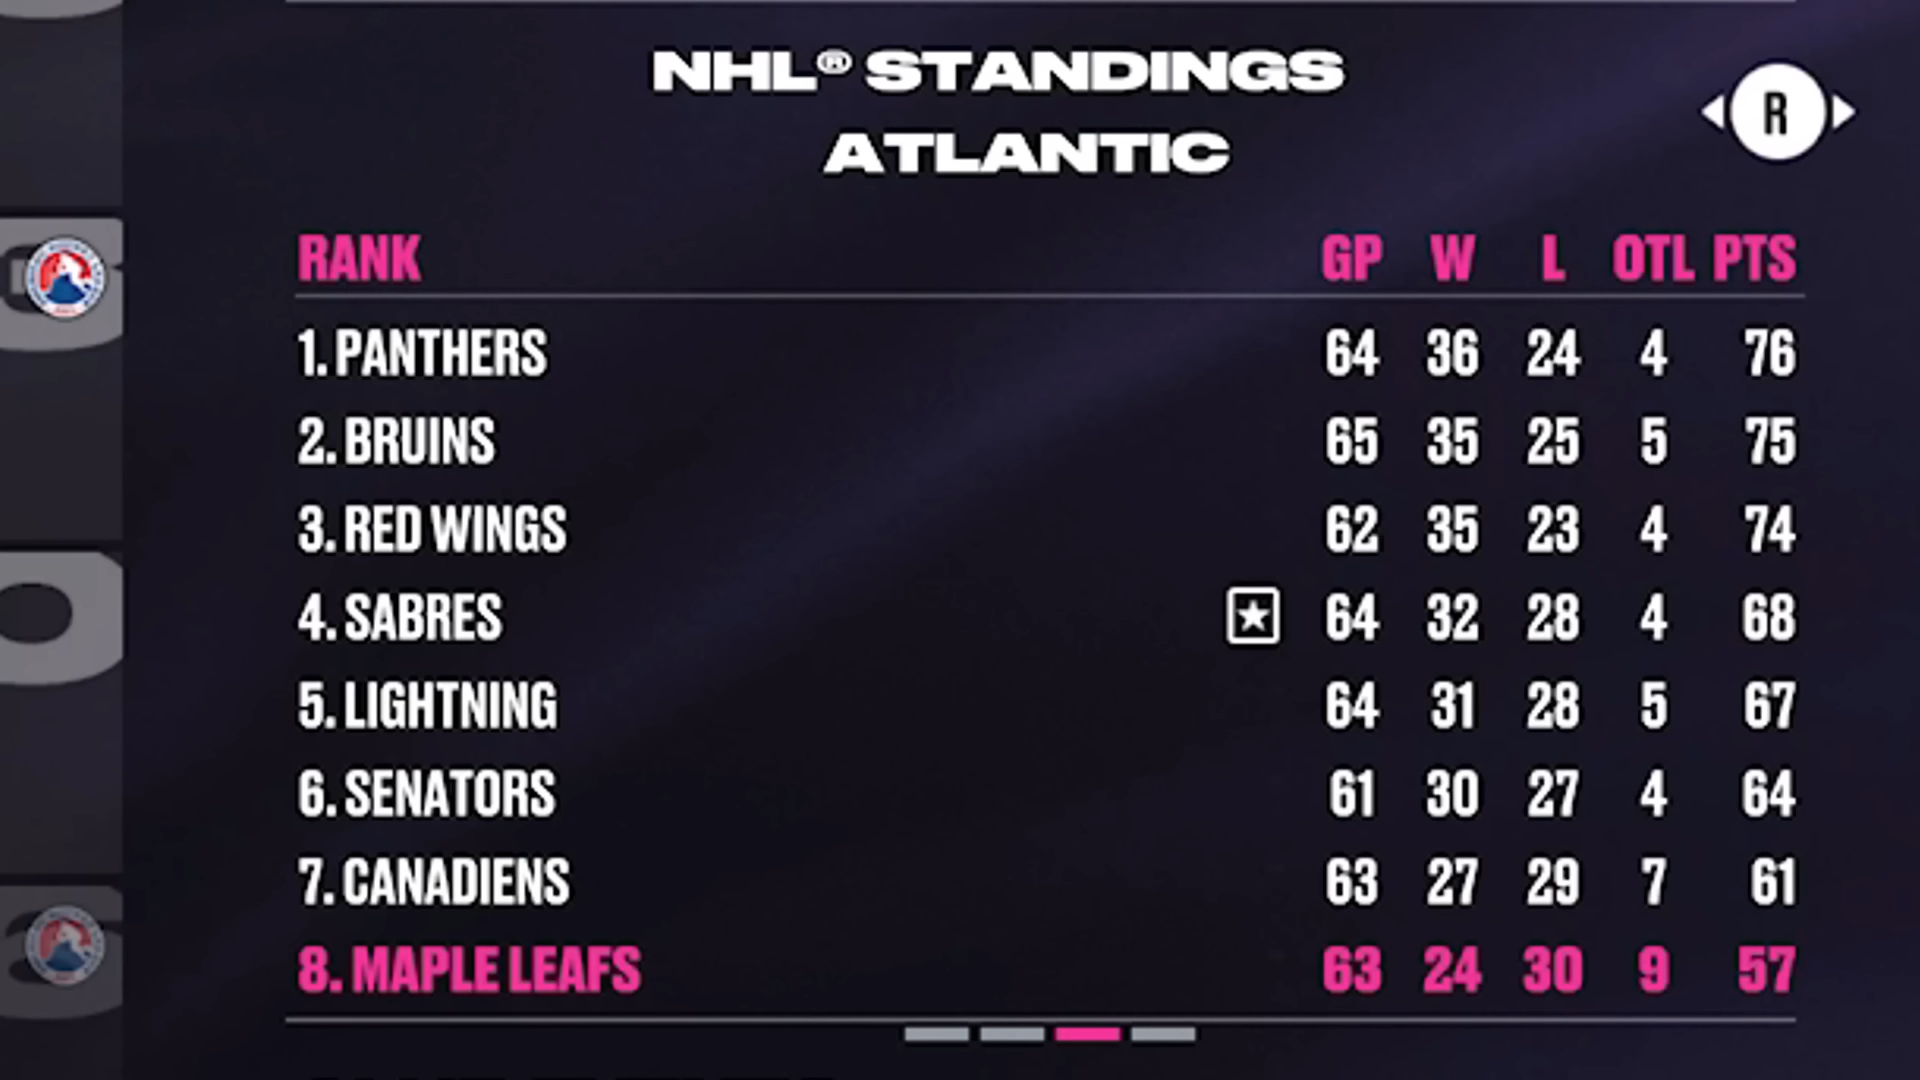 NHL® STANDINGS
ATLANTIC
R
RANK GP W L OTL PTS
1. PANTHERS 64 36 24 4 76
2. BRUINS 65 35 25 5 75
3. RED WINGS 62 35 23 4 74
4. SABRES 64 32 28 4 68
5. LIGHTNING 64 31 28 5 67
6. SENATORS 61 30 27 4 64
7. CANADIENS 63 27 29 7 61
8. MAPLE LEAFS 63 24 30 9 57